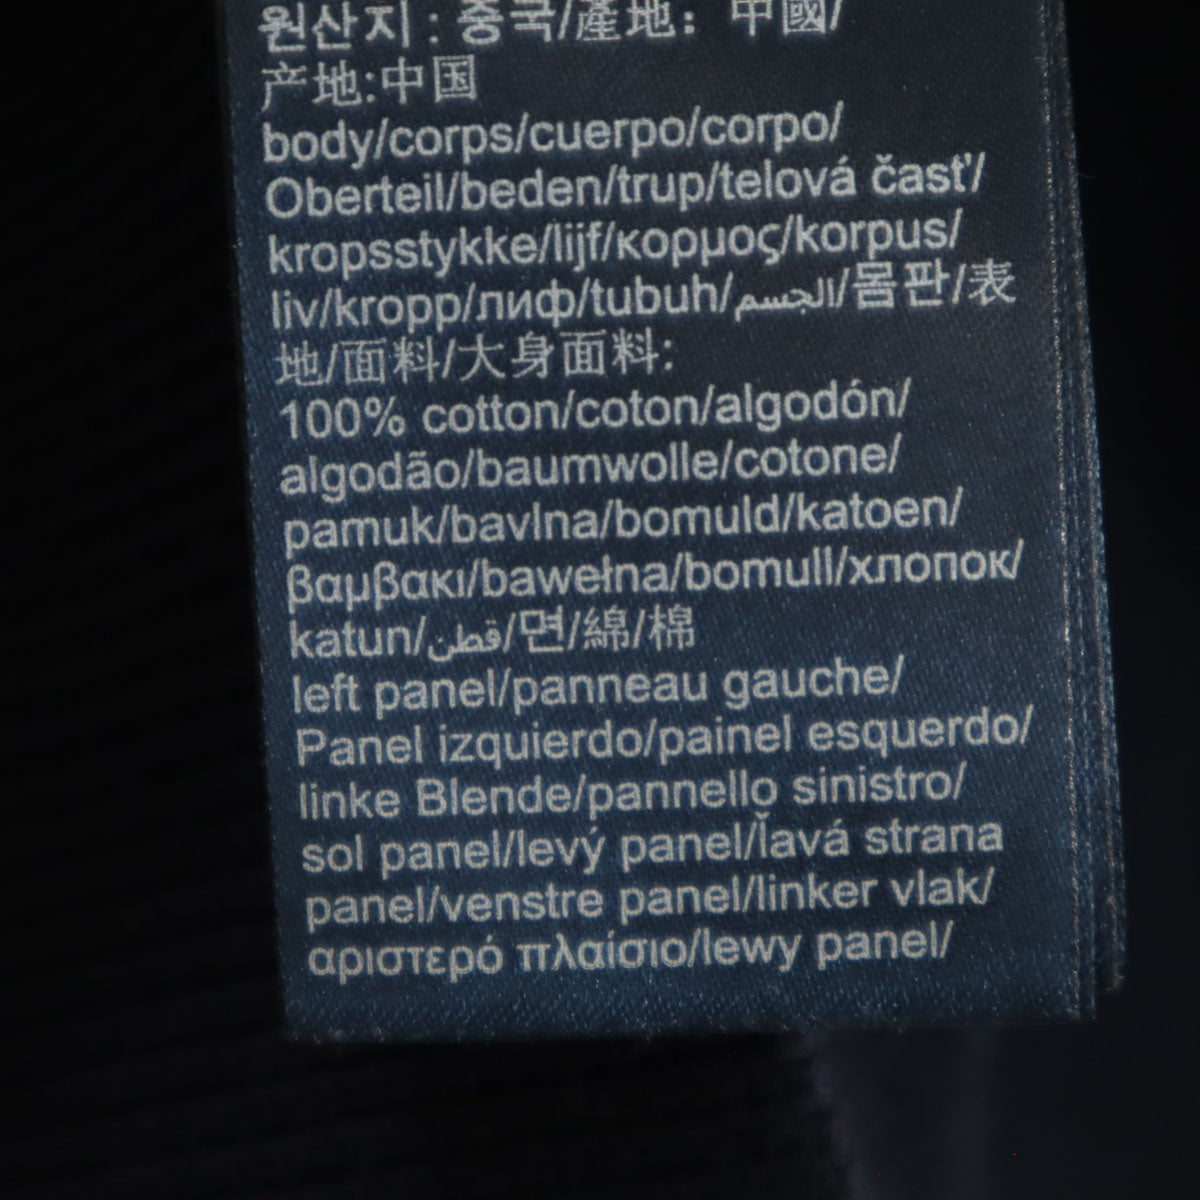 원산지 : 중국/產地: 中國/
产地:中国
body/corps/cuerpo/corpo/
Oberteil/beden/trup/telová časť/
kropsstykke/lijf/κορμος/korpus/
liv/kropp/лиф/tubuh/الجسم/몸판/表
地/面料/大身面料:
100% cotton/coton/algodón/
algodão/baumwolle/cotone/
pamuk/bavlna/bomuld/katoen/
βαμβακι/bawełna/bomull/хлопок/
katun/قطن/면/綿/棉
left panel/panneau gauche/
Panel izquierdo/painel esquerdo/
linke Blende/pannello sinistro/
sol panel/levý panel/ľavá strana
panel/venstre panel/linker vlak/
αριστερό πλαίσιο/lewy panel/